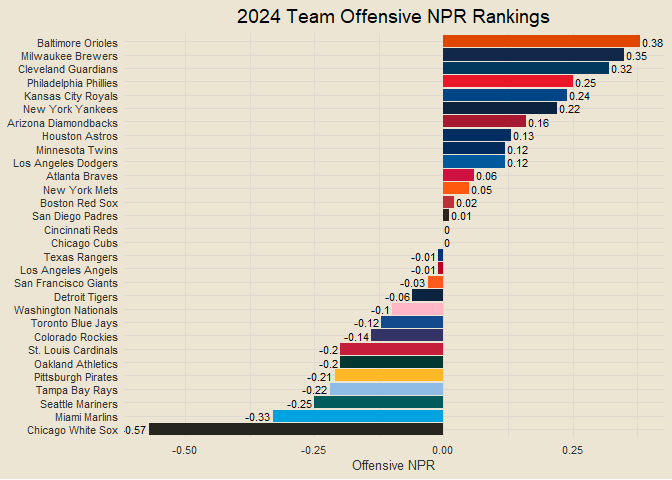 2024 Team Offensive NPR Rankings
Baltimore Orioles 0.38
Milwaukee Brewers 0.35
Cleveland Guardians 0.32
Philadelphia Phillies 0.25
Kansas City Royals 0.24
New York Yankees 0.22
Arizona Diamondbacks 0.16
Houston Astros 0.13
Minnesota Twins 0.12
Los Angeles Dodgers 0.12
Atlanta Braves 0.06
New York Mets 0.05
Boston Red Sox 0.02
San Diego Padres 0.01
Cincinnati Reds 0
Chicago Cubs 0
Texas Rangers -0.01
Los Angeles Angels -0.01
San Francisco Giants -0.03
Detroit Tigers -0.06
Washington Nationals -0.1
Toronto Blue Jays -0.12
Colorado Rockies -0.14
St. Louis Cardinals -0.2
Oakland Athletics -0.2
Pittsburgh Pirates -0.21
Tampa Bay Rays -0.22
Seattle Mariners -0.25
Miami Marlins -0.33
Chicago White Sox -0.57
-0.50 -0.25 0.00 0.25
Offensive NPR